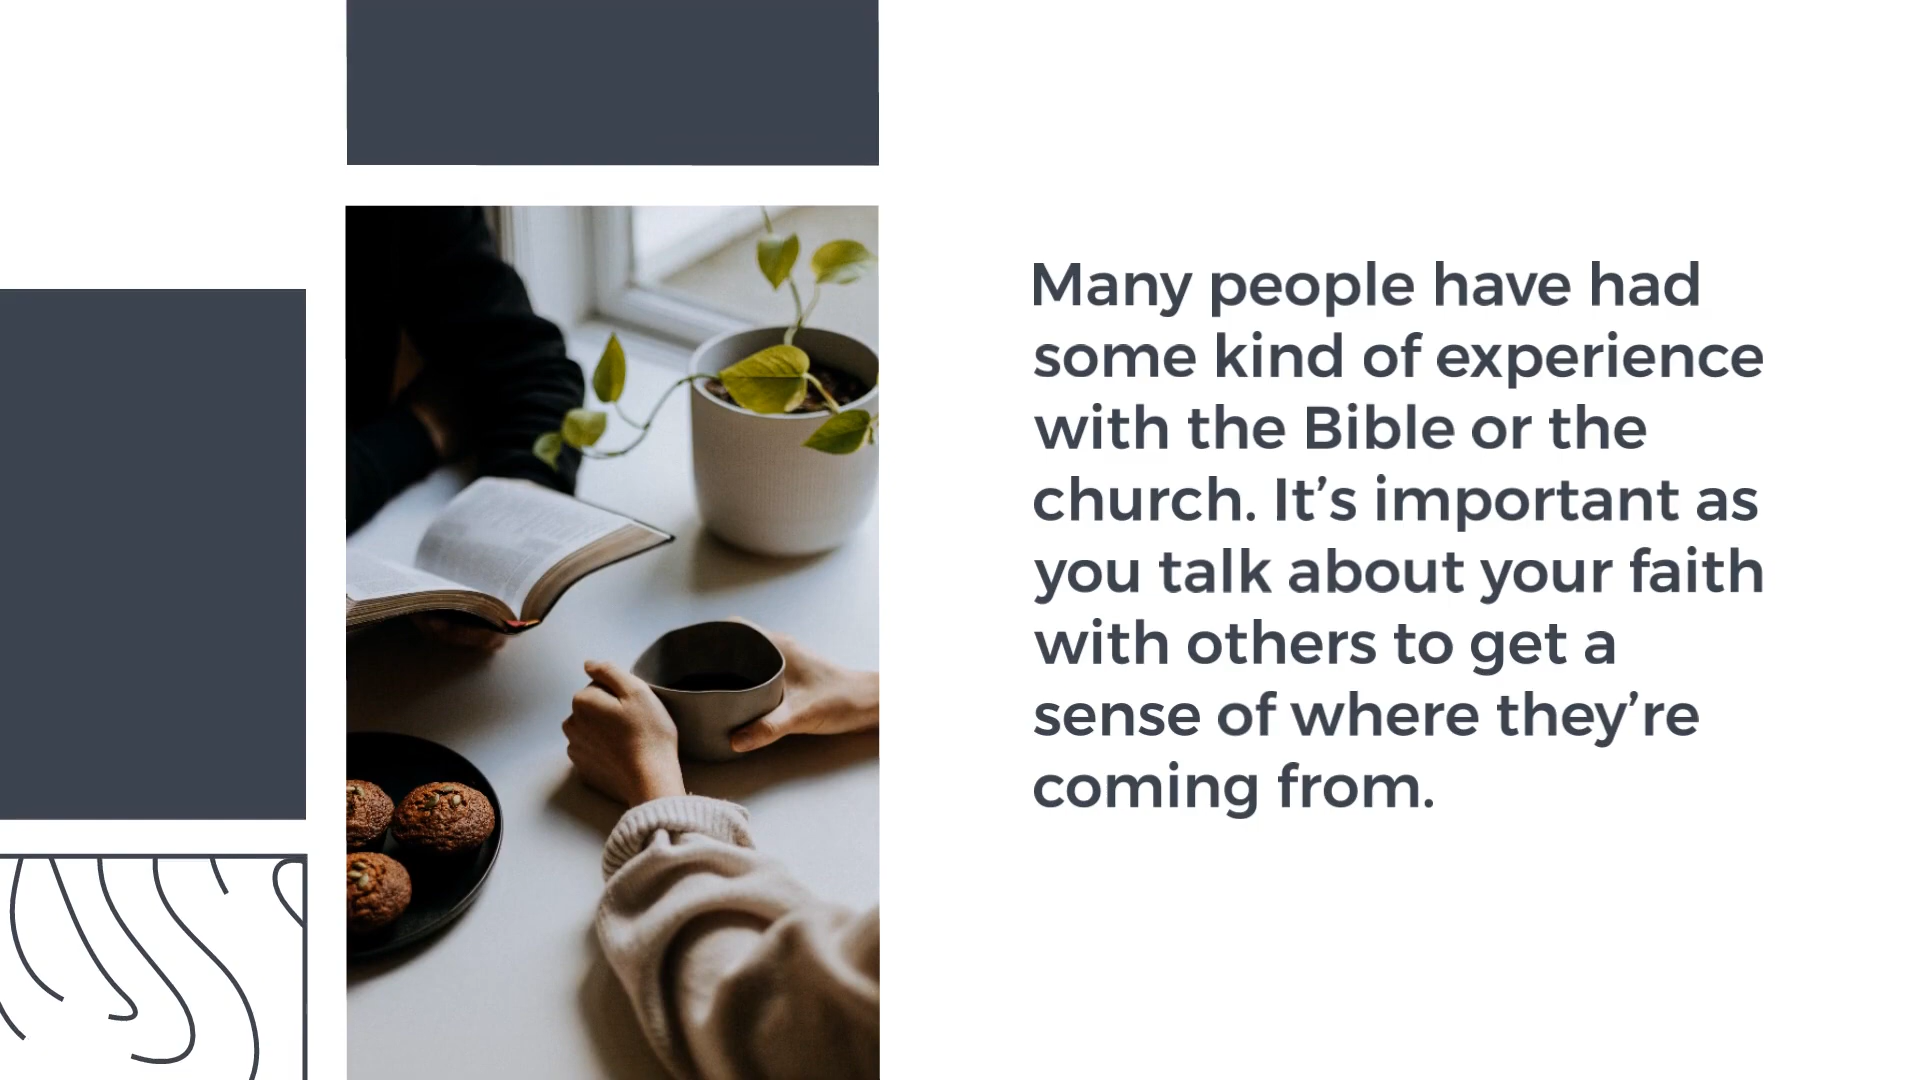 Many people have had
some kind of experience
with the Bible or the
church. It’s important as
you talk about your faith
with others to get a
sense of where they’re
coming from.